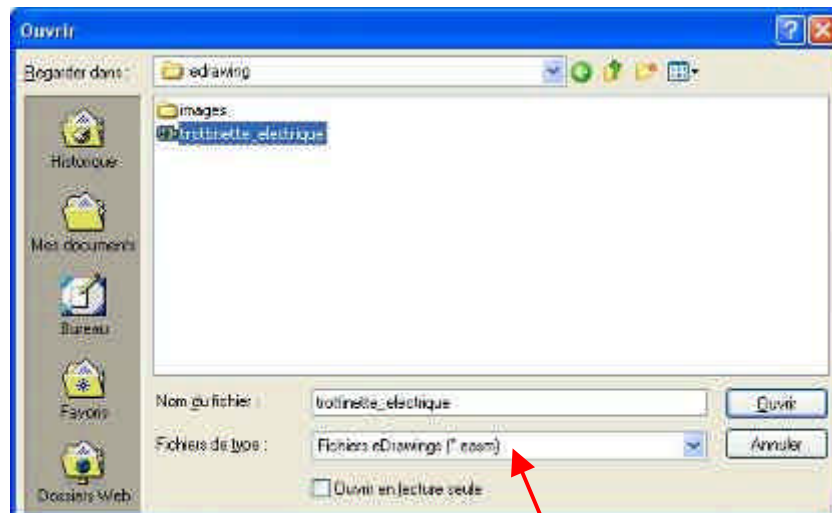 Ouvrir
Regarder dans :
edrawing
images
trottinette_electrique
Historique
Mes documents
Bureau
Favoris
Dossiers Web
Nom du fichier :
trottinette_electrique
Ouvrir
Fichiers de type :
Fichiers eDrawings (*.easm)
Annuler
Ouvrir en lecture seule